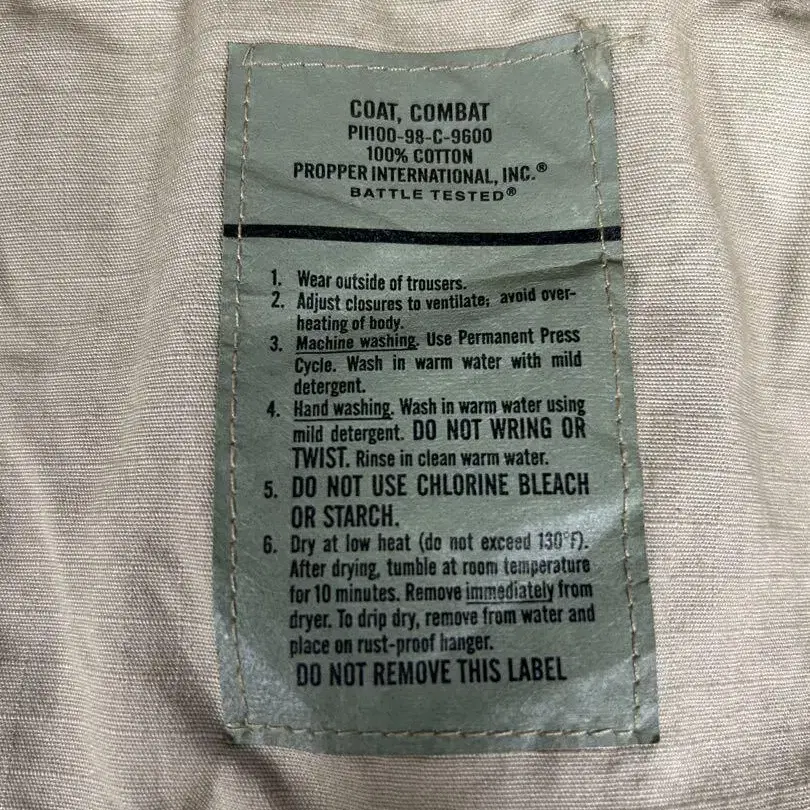 COAT, COMBAT
PII100-98-C-9600
100% COTTON
PROPPER INTERNATIONAL, INC.®
BATTLE TESTED®
1. Wear outside of trousers.
2. Adjust closures to ventilate; avoid over-
heating of body.
3. Machine washing. Use Permanent Press
Cycle. Wash in warm water with mild
detergent.
4. Hand washing. Wash in warm water using
mild detergent. DO NOT WRING OR
TWIST. Rinse in clean warm water.
5. DO NOT USE CHLORINE BLEACH
OR STARCH.
6. Dry at low heat (do not exceed 130°F).
After drying, tumble at room temperature
for 10 minutes. Remove immediately from
dryer. To drip dry, remove from water and
place on rust-proof hanger.
DO NOT REMOVE THIS LABEL